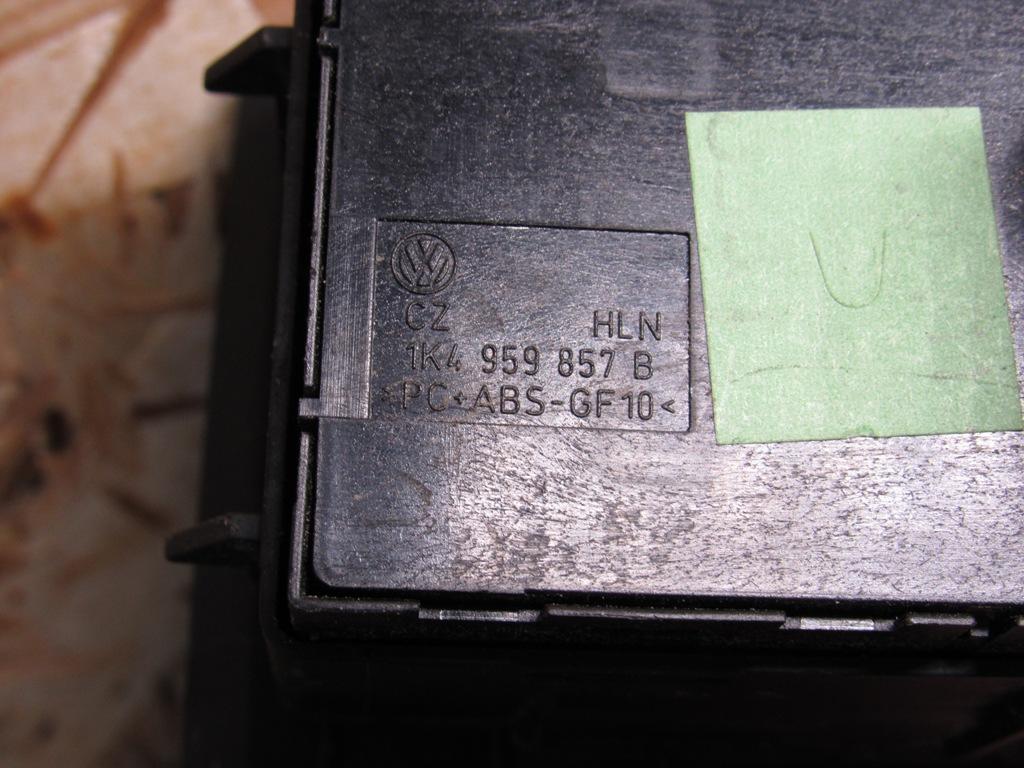 CZ HLN
1K4 959 857 B
>PC+ABS-GF10<